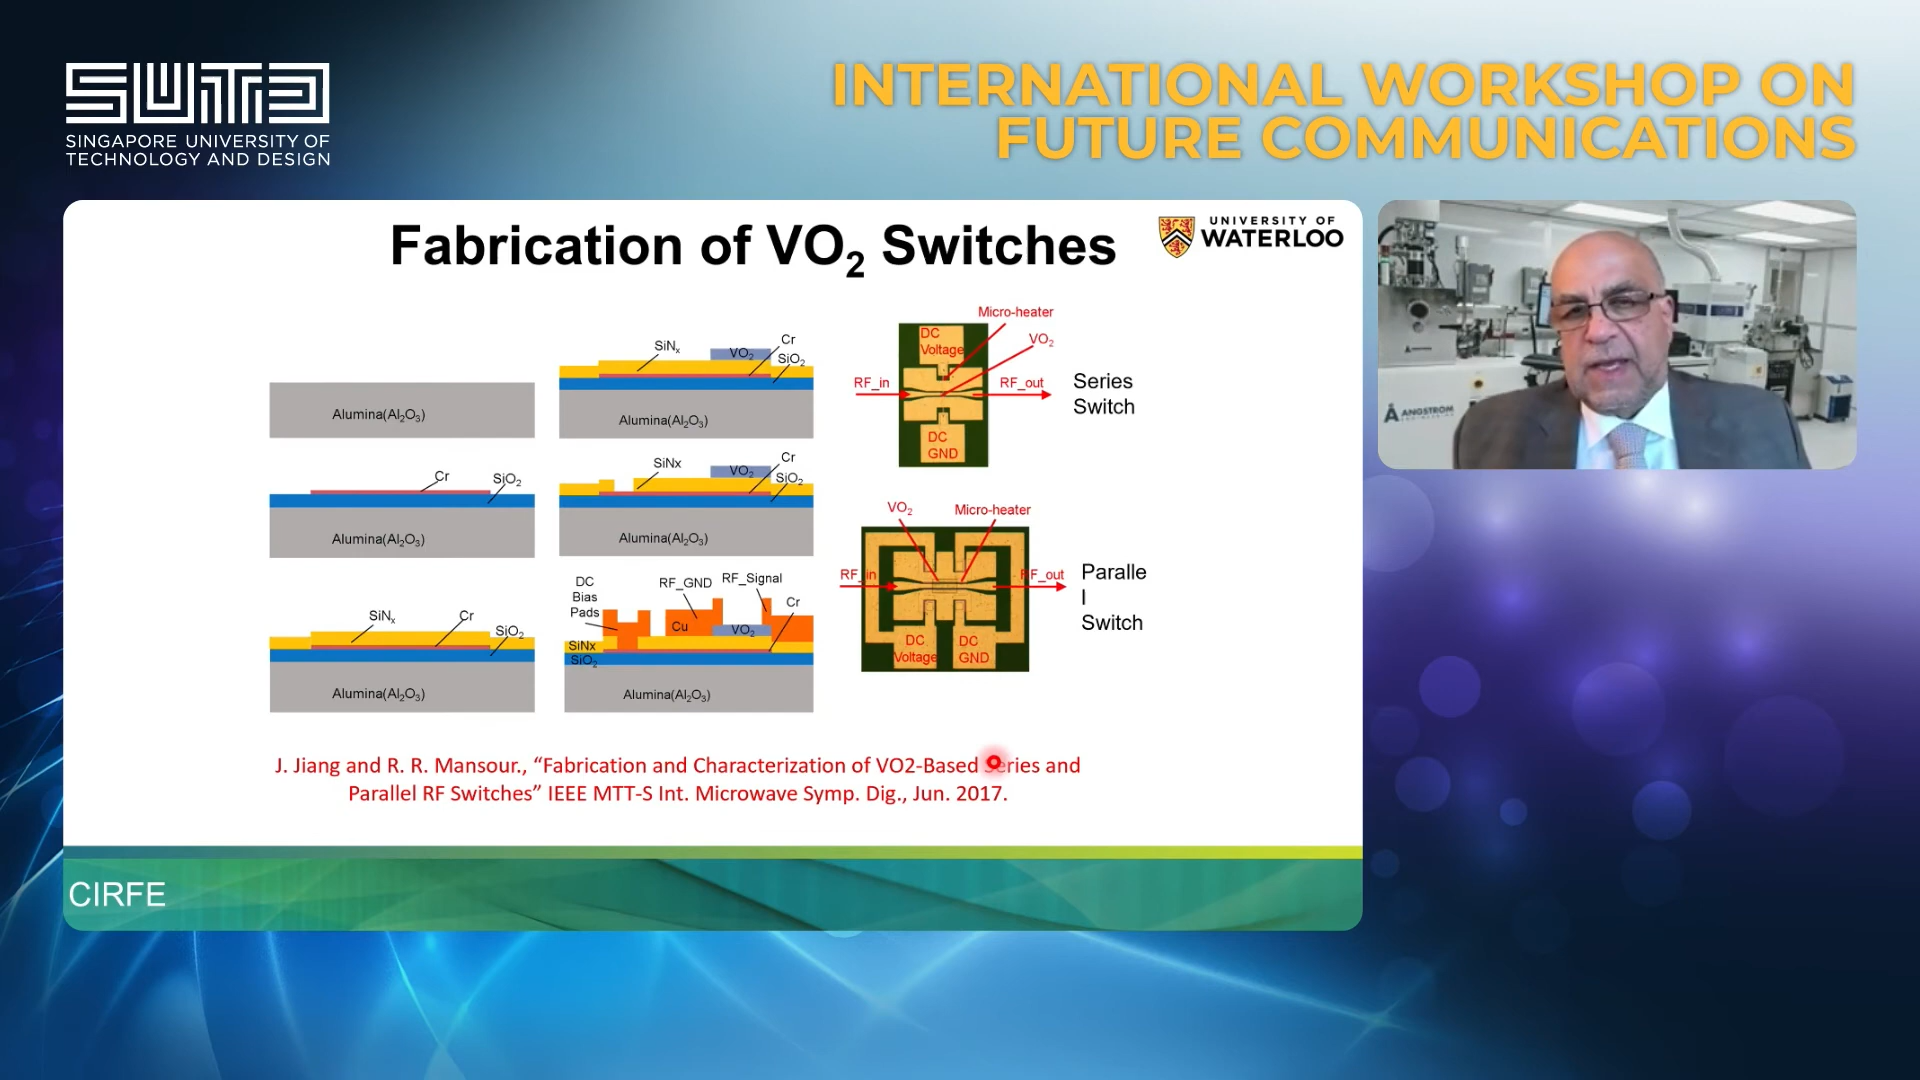 SUTD
SINGAPORE UNIVERSITY OF
TECHNOLOGY AND DESIGN
INTERNATIONAL WORKSHOP ON
FUTURE COMMUNICATIONS
Fabrication of VO₂ Switches
UNIVERSITY OF
WATERLOO
Alumina(Al₂O₃)
Cr
SiO₂
Alumina(Al₂O₃)
SiNₓ
Cr
SiO₂
Alumina(Al₂O₃)
SiNₓ
VO₂
Cr
SiO₂
Alumina(Al₂O₃)
SiNx
VO₂
Cr
SiO₂
Alumina(Al₂O₃)
DC
Bias
Pads
RF_GND
RF_Signal
Cr
Cu
VO₂
SiNx
SiO₂
Alumina(Al₂O₃)
Micro-heater
VO₂
DC
Voltage
RF_in
RF_out
DC
GND
Series
Switch
VO₂
Micro-heater
RF_in
RF_out
DC
Voltage
DC
GND
Paralle
l
Switch
J. Jiang and R. R. Mansour., “Fabrication and Characterization of VO2-Based Series and
Parallel RF Switches” IEEE MTT-S Int. Microwave Symp. Dig., Jun. 2017.
CIRFE
ANGSTROM
ENGINEERING